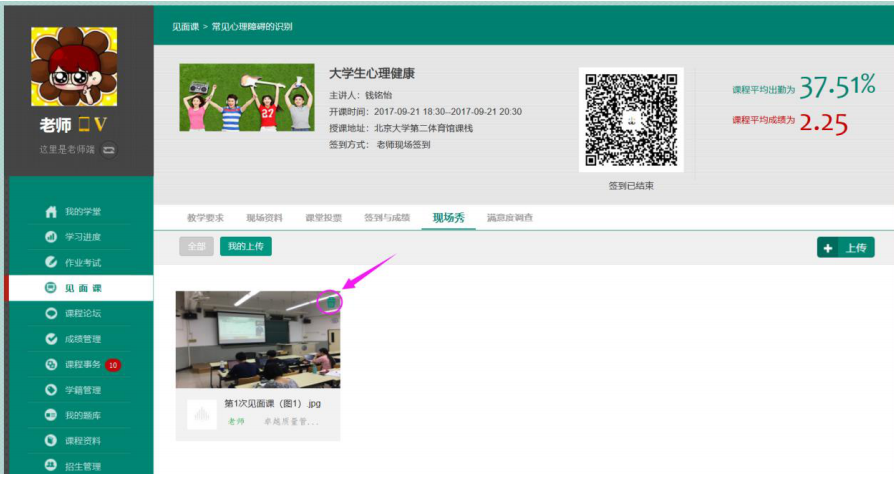 见面课 > 常见心理障碍的识别
老师 V
这里是老师端
我的学堂
学习进度
作业考试
见面课
课程论坛
成绩管理
课程事务 10
学籍管理
我的题库
课程资料
招生管理
大学生心理健康
主讲人：钱铭怡
开课时间：2017-09-21 18:30--2017-09-21 20:30
授课地址：北京大学第二体育馆课栈
签到方式： 老师现场签到
签到已结束
课程平均出勤为 37.51%
课程平均成绩为 2.25
教学要求 现场资料 课堂投票 签到与成绩 现场秀 满意度调查
全部 我的上传
+ 上传
27
第1次见面课（图1）.jpg
老师 卓越质量管...